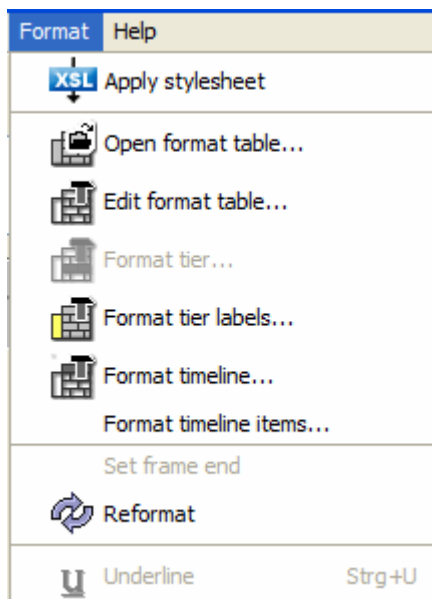 Format Help
XSL Apply stylesheet
Open format table...
Edit format table...
Format tier...
Format tier labels...
Format timeline...
Format timeline items...
Set frame end
Reformat
u Underline Strg+U